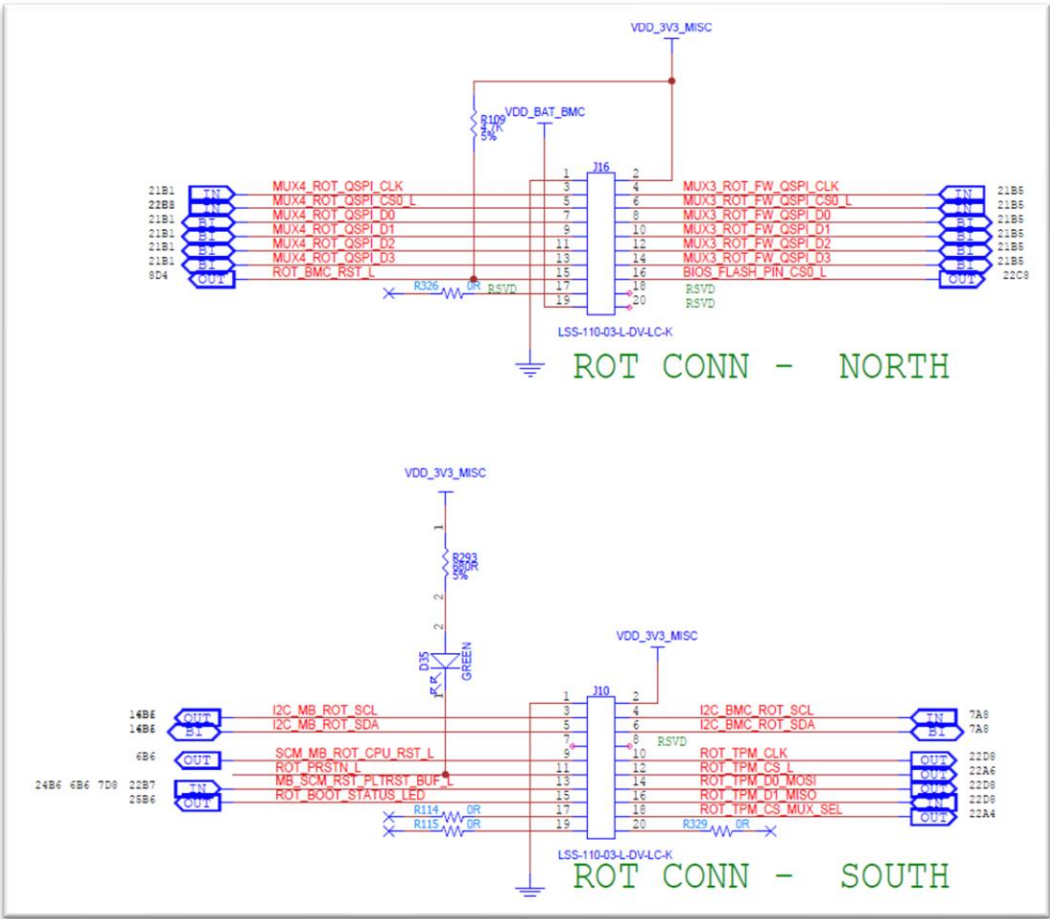 VDD_3V3_MISC
VDD_BAT_BMC
R109
4.7K
5%
J16
1 2
21B1 IN MUX4_ROT_QSPI_CLK 3 4 MUX3_ROT_FW_QSPI_CLK IN 21B5
IN MUX4_ROT_QSPI_CS0_L 5 6 MUX3_ROT_FW_QSPI_CS0_L IN 21B5
21B1 BI MUX4_ROT_QSPI_D0 7 8 MUX3_ROT_FW_QSPI_D0 BI 21B5
21B1 BI MUX4_ROT_QSPI_D1 9 10 MUX3_ROT_FW_QSPI_D1 BI 21B5
21B1 BI MUX4_ROT_QSPI_D2 11 12 MUX3_ROT_FW_QSPI_D2 BI 21B5
21B1 BI MUX4_ROT_QSPI_D3 13 14 MUX3_ROT_FW_QSPI_D3 BI 21B5
8D4 OUT ROT_BMC_RST_L 15 16 BIOS_FLASH_PIN_CS0_L OUT 22C8
R326 0R RSVD 17 18 RSVD
19 20 RSVD
LSS-110-03-L-DV-LC-K
ROT CONN - NORTH
VDD_3V3_MISC
1
R293
680R
5%
2
2
D35 GREEN
1
VDD_3V3_MISC
J10
1 2
14B6 OUT I2C_MB_ROT_SCL 3 4 I2C_BMC_ROT_SCL IN 7A8
14B6 BI I2C_MB_ROT_SDA 5 6 I2C_BMC_ROT_SDA BI 7A8
7 8 RSVD
6B6 OUT SCM_MB_ROT_CPU_RST_L 9 10 ROT_TPM_CLK OUT 22D8
ROT_PRSTN_L 11 12 ROT_TPM_CS_L OUT 22A6
24B6 6B6 7D8 22B7 IN MB_SCM_RST_PLTRST_BUF_L 13 14 ROT_TPM_D0_MOSI OUT 22D8
25B6 OUT ROT_BOOT_STATUS_LED 15 16 ROT_TPM_D1_MISO IN 22D8
R114 0R 17 18 ROT_TPM_CS_MUX_SEL OUT 22A4
R115 0R 19 20 R329 0R
LSS-110-03-L-DV-LC-K
ROT CONN - SOUTH